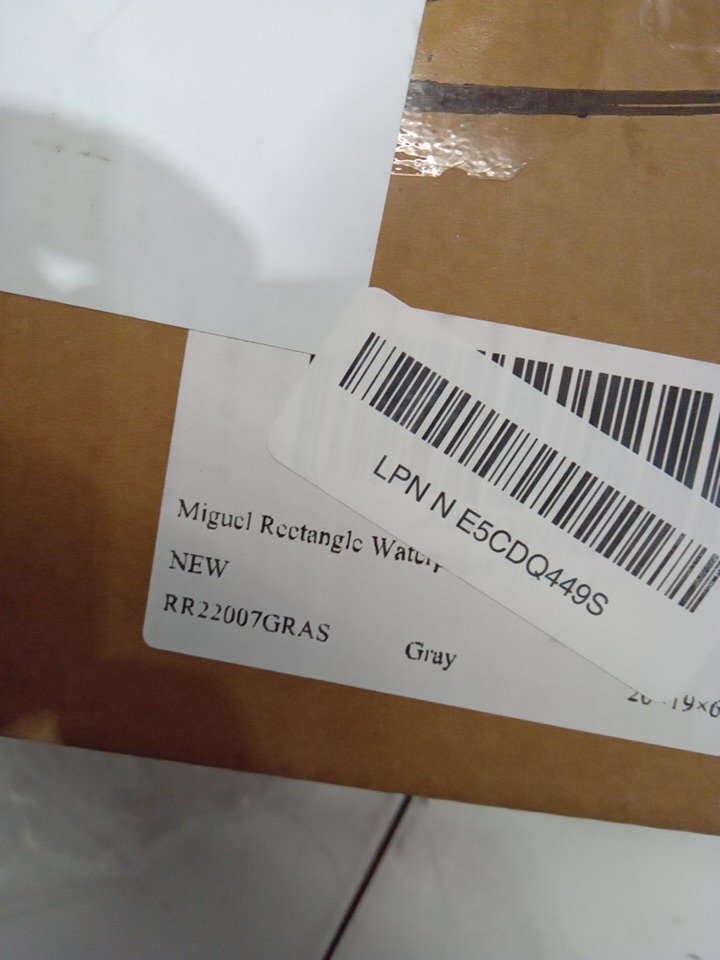 LPN N E5CDQ449S
Miguel Rectangle
NEW
RR22007GRAS
Gray